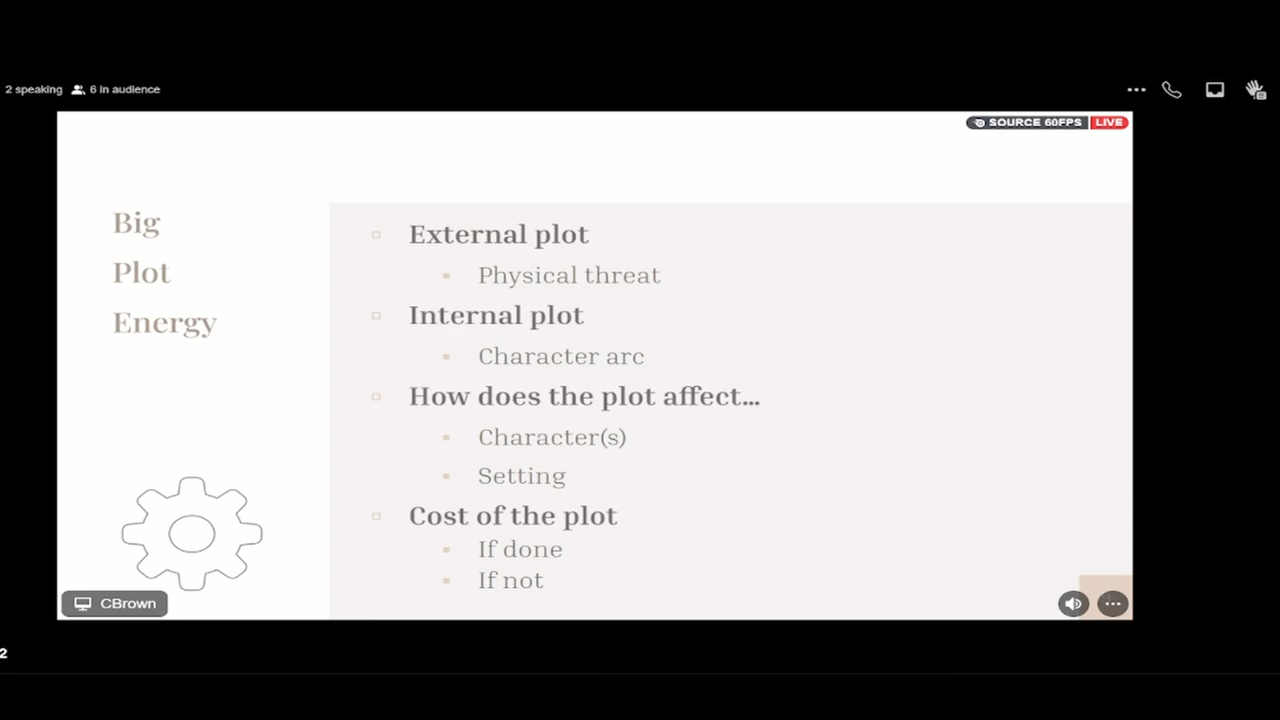 2 speaking 6 in audience
SOURCE 60FPS LIVE
Big
Plot
Energy
External plot
Physical threat
Internal plot
Character arc
How does the plot affect...
Character(s)
Setting
Cost of the plot
If done
If not
CBrown
2